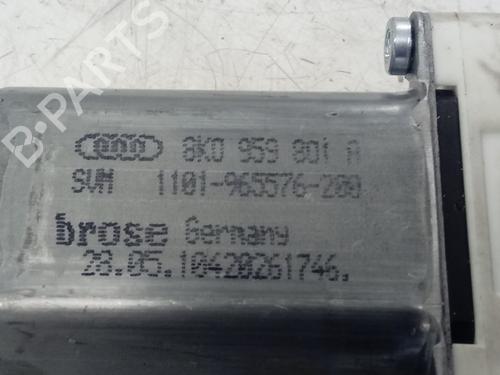 8K0 959 801 A
SVM 1101-965576-200
brose Germany
28.05.10420261746.
B-PARTS